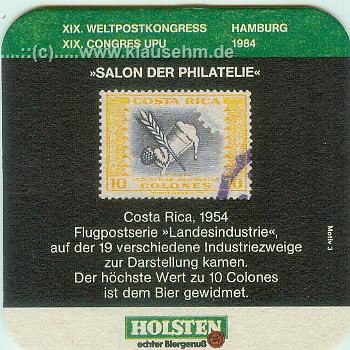 XIX. WELTPOSTKONGRESS HAMBURG
XIX. CONGRES UPU 1984
::(c):.....www.klausehm.de.....::
»SALON DER PHILATELIE«
COSTA RICA
10 COLONES 10
Costa Rica, 1954
Flugpostserie »Landesindustrie«,
auf der 19 verschiedene Industriezweige
zur Darstellung kamen.
Der höchste Wert zu 10 Colones
ist dem Bier gewidmet.
Motiv 3
HOLSTEN
echter Biergenuß